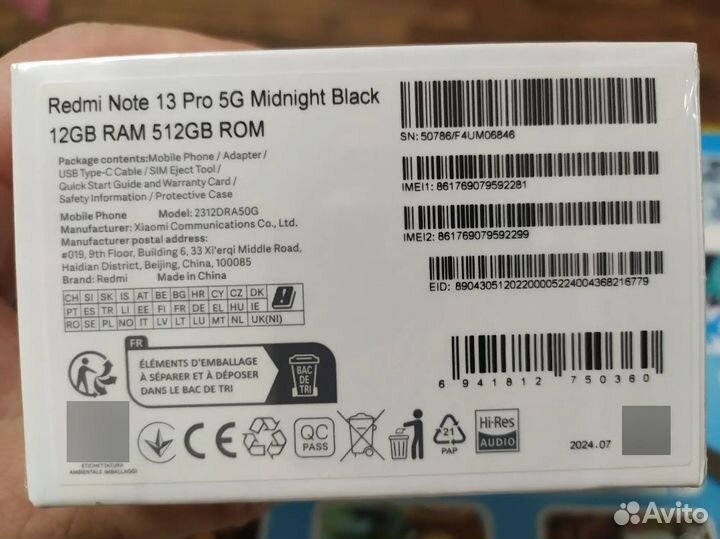 Redmi Note 13 Pro 5G Midnight Black
12GB RAM 512GB ROM
Package contents:Mobile Phone / Adapter/
USB Type-C Cable / SIM Eject Tool/
Quick Start Guide and Warranty Card/
Safety Information / Protective Case
Mobile Phone Model: 2312DRA50G
Manufacturer: Xiaomi Communications Co., Ltd.
Manufacturer postal address:
#019, 9th Floor, Building 6, 33 Xi'erqi Middle Road,
Haidian District, Beijing, China, 100085
Brand: Redmi Made in China
CH SI SK IS AT BE BG HR CY CZ DK
PT ES TR LI EE FI FR DE EL HU IE
RO SE PL NO IT LV LT LU MT NL UK(NI)
SN: 50786/F4UM06846
IMEI1: 861769079592281
IMEI2: 861769079592299
EID: 89043051202200005224004368216779
6 941812 750360
FR
ÉLÉMENTS D'EMBALLAGE
À SÉPARER ET À DÉPOSER
DANS LE BAC DE TRI
BAC
DE
TRI
ETICHETTATURA
AMBIENTALE IMBALLAGGI
CE
QC
PASS
21
PAP
Hi-Res
AUDIO
2024.07
Avito